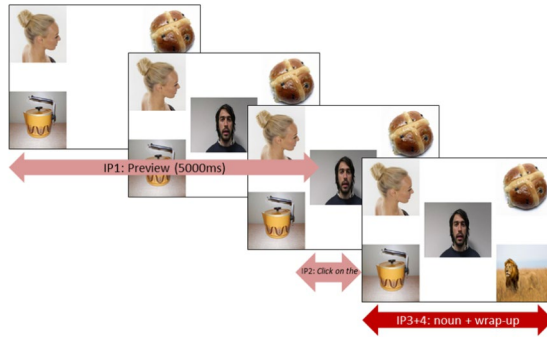 IP1: Preview (5000ms)
IP2: Click on the
IP3+4: noun + wrap-up